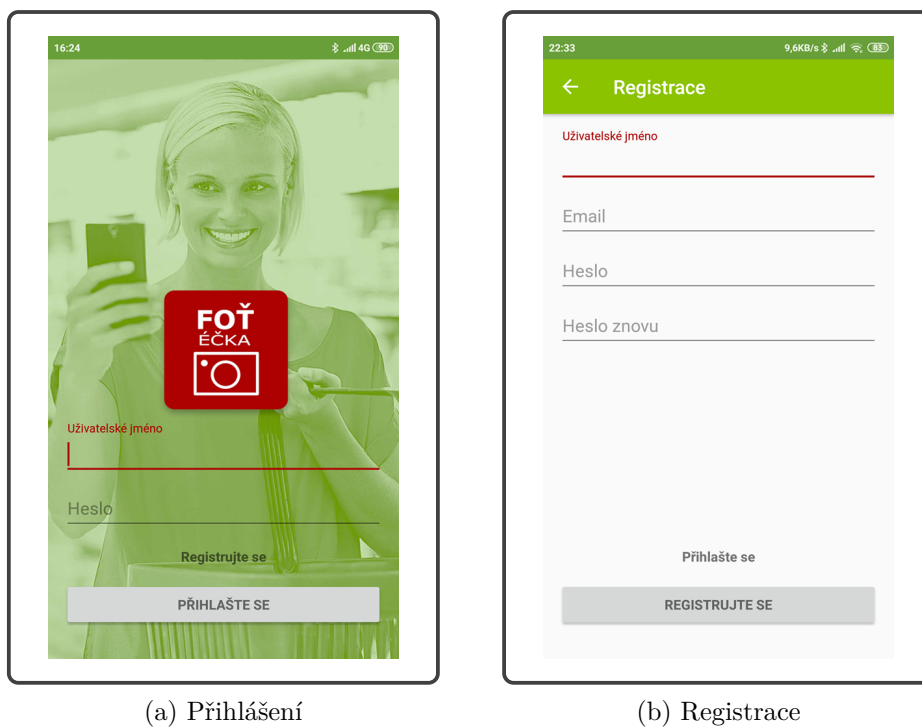 16:24
4G 90
FOŤ
ÉČKA
Uživatelské jméno
Heslo
Registrujte se
PŘIHLAŠTE SE
(a) Přihlášení
22:33
9,6KB/s 83
Registrace
Uživatelské jméno
Email
Heslo
Heslo znovu
Přihlašte se
REGISTRUJTE SE
(b) Registrace